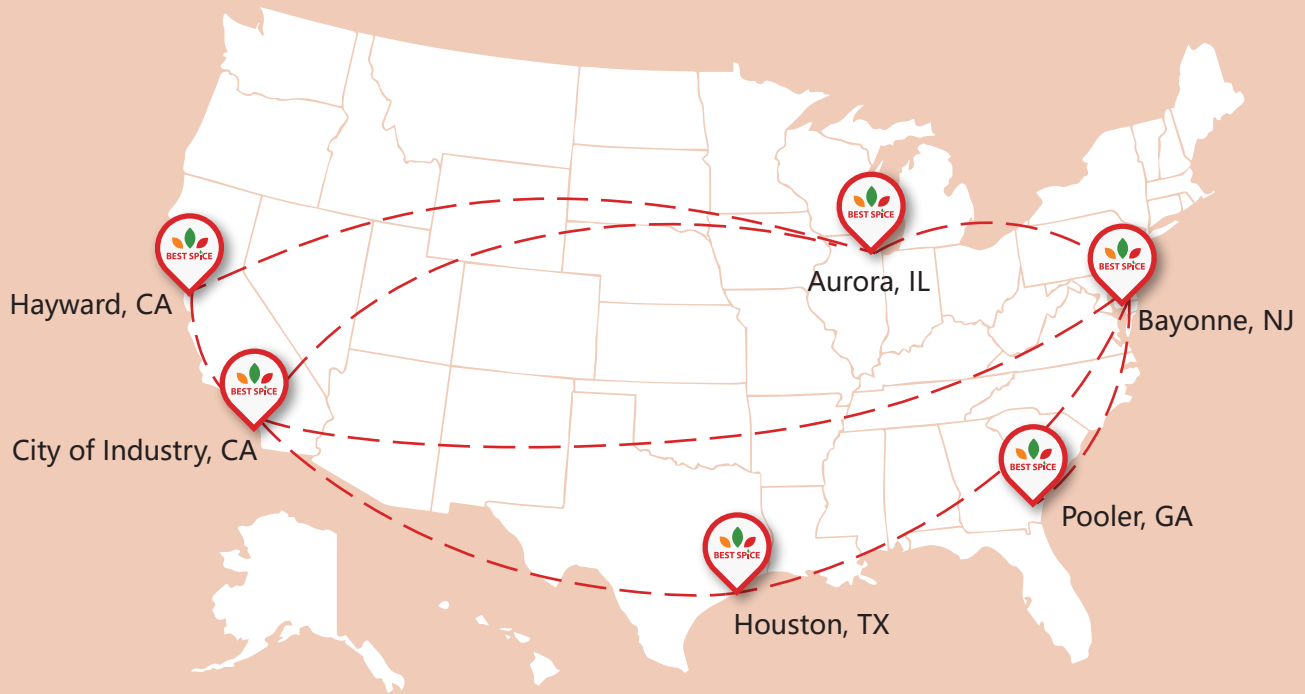 BEST SPICE
Aurora, IL
BEST SPICE
Hayward, CA
BEST SPICE
Bayonne, NJ
BEST SPICE
City of Industry, CA
BEST SPICE
Pooler, GA
BEST SPICE
Houston, TX